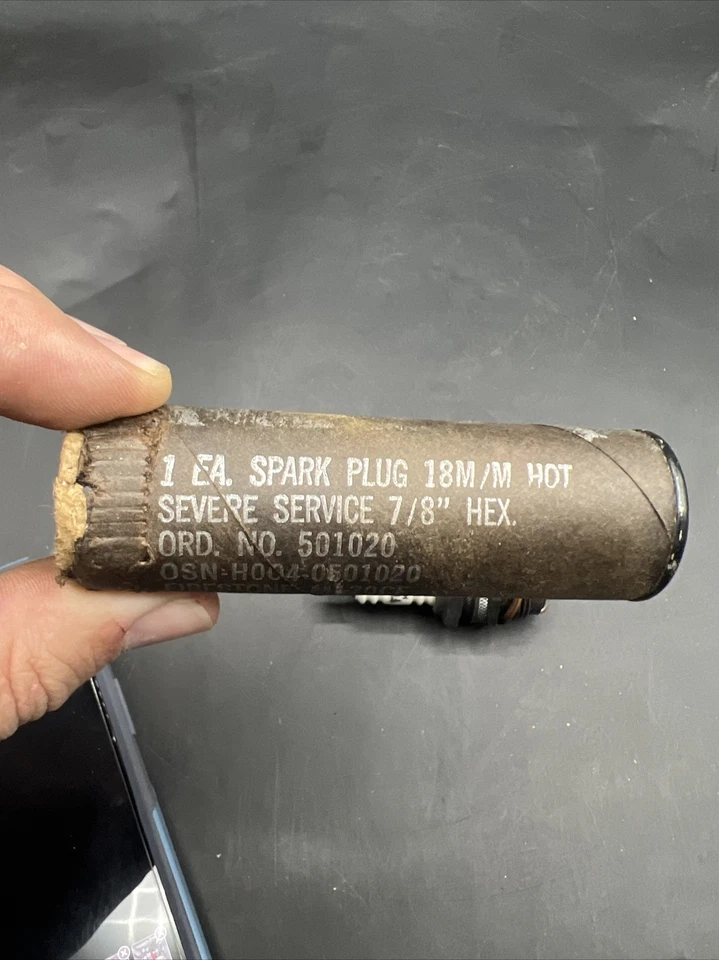 1 EA. SPARK PLUG 18M/M HOT
SEVERE SERVICE 7/8” HEX.
ORD. NO. 501020
OSN-H004-0501020